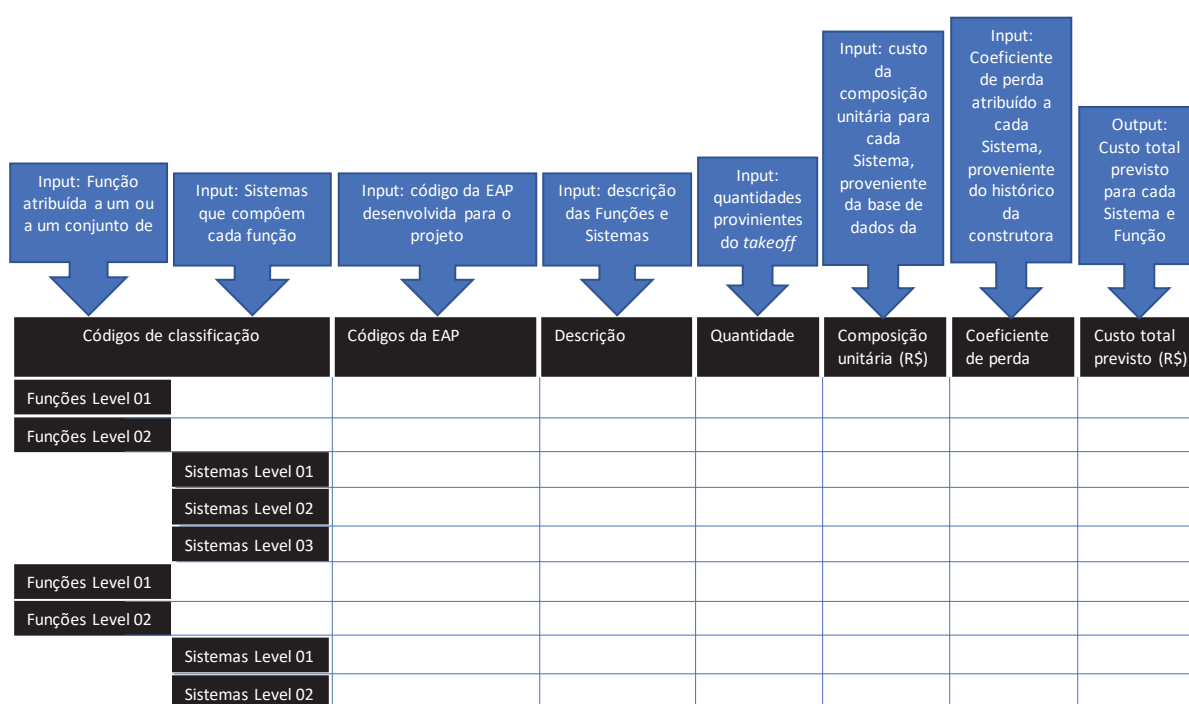 Input: Função
atribuída a um ou
a um conjunto de
Input: Sistemas
que compõem
cada função
Input: código da EAP
desenvolvida para o
projeto
Input: descrição
das Funções e
Sistemas
Input:
quantidades
provinientes
do takeoff
Input: custo
da
composição
unitária para
cada
Sistema,
proveniente
da base de
dados da
Input:
Coeficiente
de perda
atribuído a
cada
Sistema,
proveniente
do histórico
da
construtora
Output:
Custo total
previsto
para cada
Sistema e
Função
Códigos de classificação
Códigos da EAP
Descrição
Quantidade
Composição
unitária (R$)
Coeficiente
de perda
Custo total
previsto (R$)
Funções Level 01
Funções Level 02
Sistemas Level 01
Sistemas Level 02
Sistemas Level 03
Funções Level 01
Funções Level 02
Sistemas Level 01
Sistemas Level 02